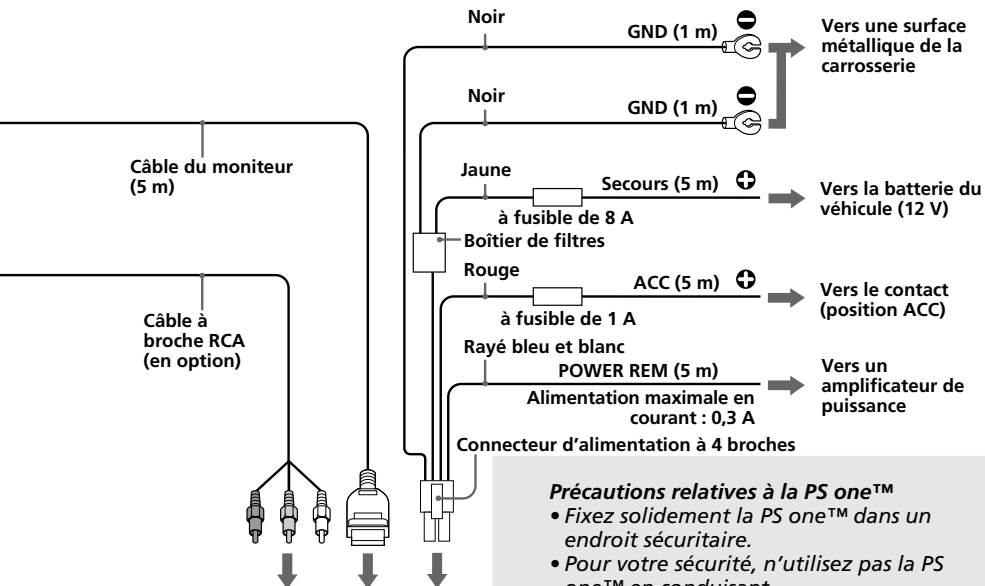 Noir
GND (1 m)
Vers une surface
métallique de la
carrosserie
Noir
GND (1 m)
Câble du moniteur
(5 m)
Jaune
Secours (5 m)
à fusible de 8 A
Vers la batterie du
véhicule (12 V)
Boîtier de filtres
Rouge
ACC (5 m)
à fusible de 1 A
Vers le contact
(position ACC)
Câble à
broche RCA
(en option)
Rayé bleu et blanc
POWER REM (5 m)
Alimentation maximale en
courant : 0,3 A
Vers un
amplificateur de
puissance
Connecteur d’alimentation à 4 broches
Précautions relatives à la PS one™
• Fixez solidement la PS one™ dans un
endroit sécuritaire.
• Pour votre sécurité, n’utilisez pas la PS
one™ en conduisant